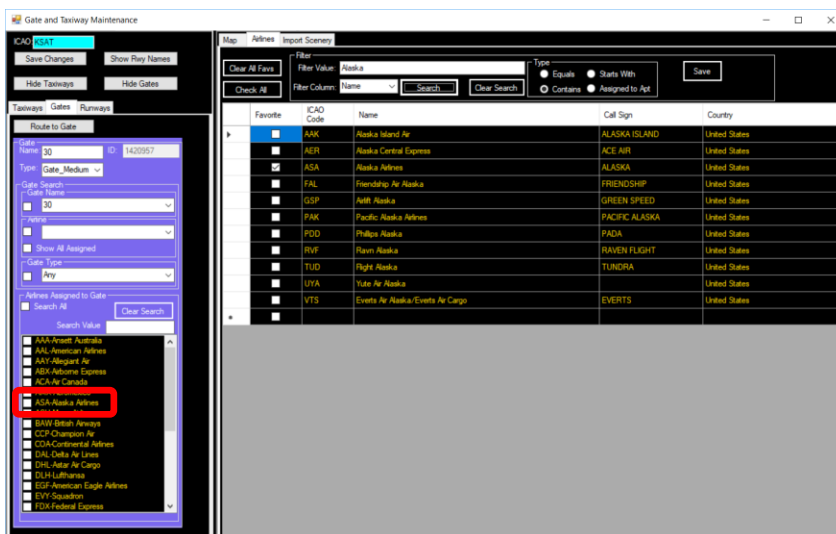 Gate and Taxiway Maintenance
ICAO KSAT
Save Changes Show Rwy Names
Hide Taxiways Hide Gates
Taxiways Gates Runways
Route to Gate
Gate
Name: 30 ID: 1420957
Type: Gate_Medium
Gate Search
Gate Name
30
Airline
Show All Assigned
Gate Type
Any
Airlines Assigned to Gate
Search All Clear Search
Search Value
AAA-Ansett Australia
AAL-American Airlines
AAY-Allegiant Air
ABX-Airborne Express
ACA-Air Canada
ASA-Alaska Airlines
BAW-British Airways
CCP-Champion Air
COA-Continental Airlines
DAL-Delta Air Lines
DHL-Astar Air Cargo
DLH-Lufthansa
EGF-American Eagle Airlines
EVY-Squadron
FDX-Federal Express
Map Airlines Import Scenery
Clear All Favs
Check All
Filter
Filter Value: Alaska
Filter Column: Name Search Clear Search
Type
Equals Starts With
Contains Assigned to Apt
Save
Favorite ICAO Code Name Call Sign Country
AAK Alaska Island Air ALASKA ISLAND United States
AER Alaska Central Express ACE AIR United States
ASA Alaska Airlines ALASKA United States
FAL Friendship Air Alaska FRIENDSHIP United States
GSP Airlift Alaska GREEN SPEED United States
PAK Pacific Alaska Airlines PACIFIC ALASKA United States
PDD Phillips Alaska PADA United States
RVF Ravn Alaska RAVEN FLIGHT United States
TUD Flight Alaska TUNDRA United States
UYA Yute Air Alaska United States
VTS Everts Air Alaska/Everts Air Cargo EVERTS United States